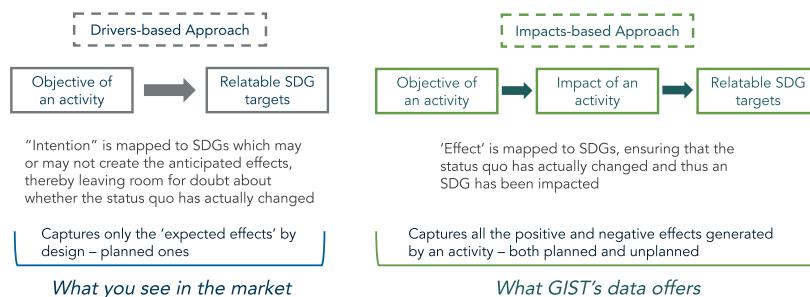 Drivers-based Approach
Objective of
an activity
Relatable SDG
targets
“Intention” is mapped to SDGs which may
or may not create the anticipated effects,
thereby leaving room for doubt about
whether the status quo has actually changed
Captures only the ‘expected effects’ by
design – planned ones
What you see in the market
Impacts-based Approach
Objective of
an activity
Impact of an
activity
Relatable SDG
targets
‘Effect’ is mapped to SDGs, ensuring that the
status quo has actually changed and thus an
SDG has been impacted
Captures all the positive and negative effects generated
by an activity – both planned and unplanned
What GIST’s data offers